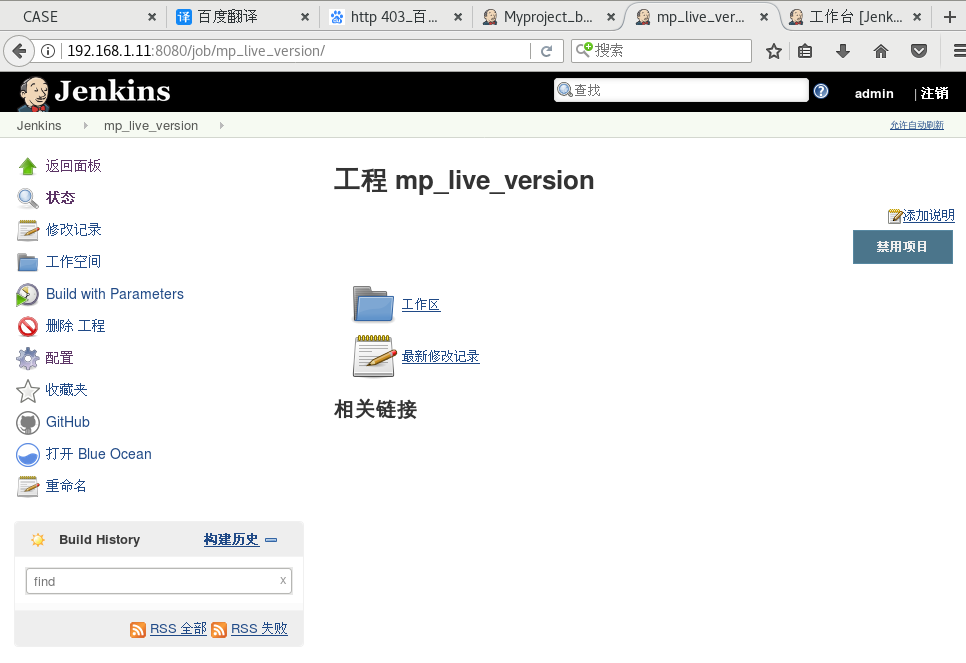 CASE × 译 百度翻译 × http 403_百... × Myproject_b... × mp_live_ver... × 工作台 [Jenk... × +
192.168.1.11:8080/job/mp_live_version/ 搜索
Jenkins 查找 ? admin | 注销
Jenkins mp_live_version 允许自动刷新
返回面板
状态
修改记录
工作空间
Build with Parameters
删除 工程
配置
收藏夹
GitHub
打开 Blue Ocean
重命名
Build History 构建历史
find x
RSS 全部 RSS 失败
工程 mp_live_version
添加说明
禁用项目
工作区
最新修改记录
相关链接